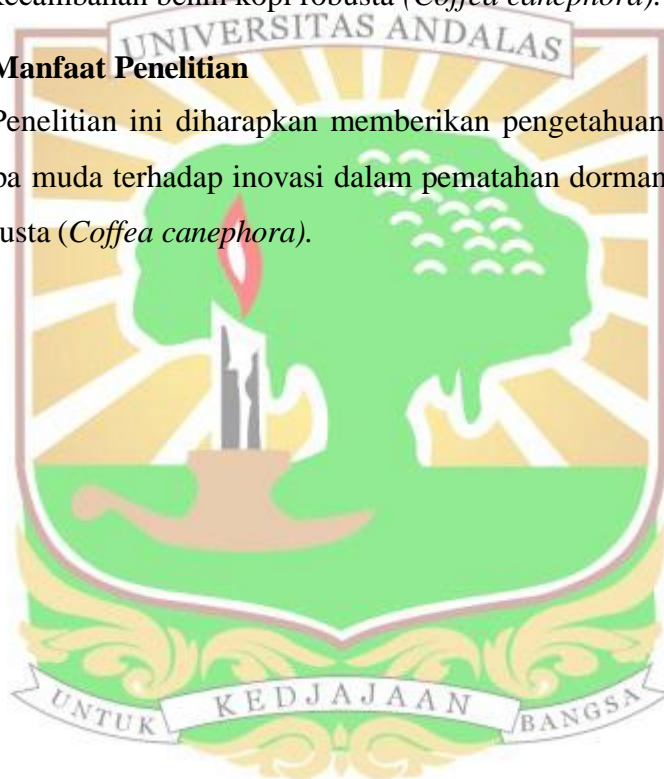 perkecambahan benih kopi robusta (Coffea canephora).
UNIVERSITAS ANDALAS
Manfaat Penelitian
Penelitian ini diharapkan memberikan pengetahuan
pa muda terhadap inovasi dalam pematahan dorman
usta (Coffea canephora).
UNTUK KEDJAJAAN BANGSA